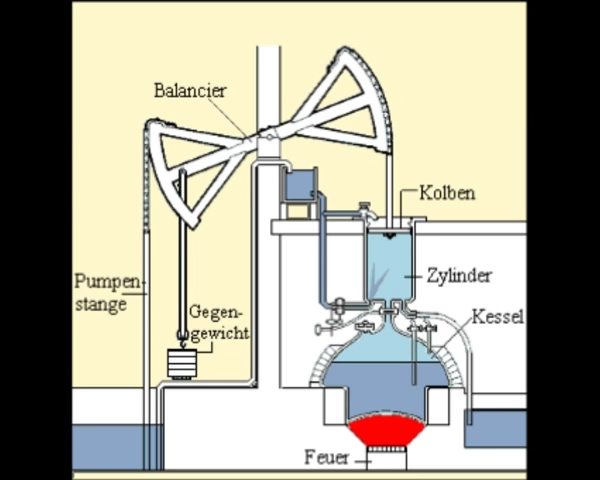 Balancier
Kolben
Zylinder
Pumpen-
stange
Gegen-
gewicht
Kessel
Feuer